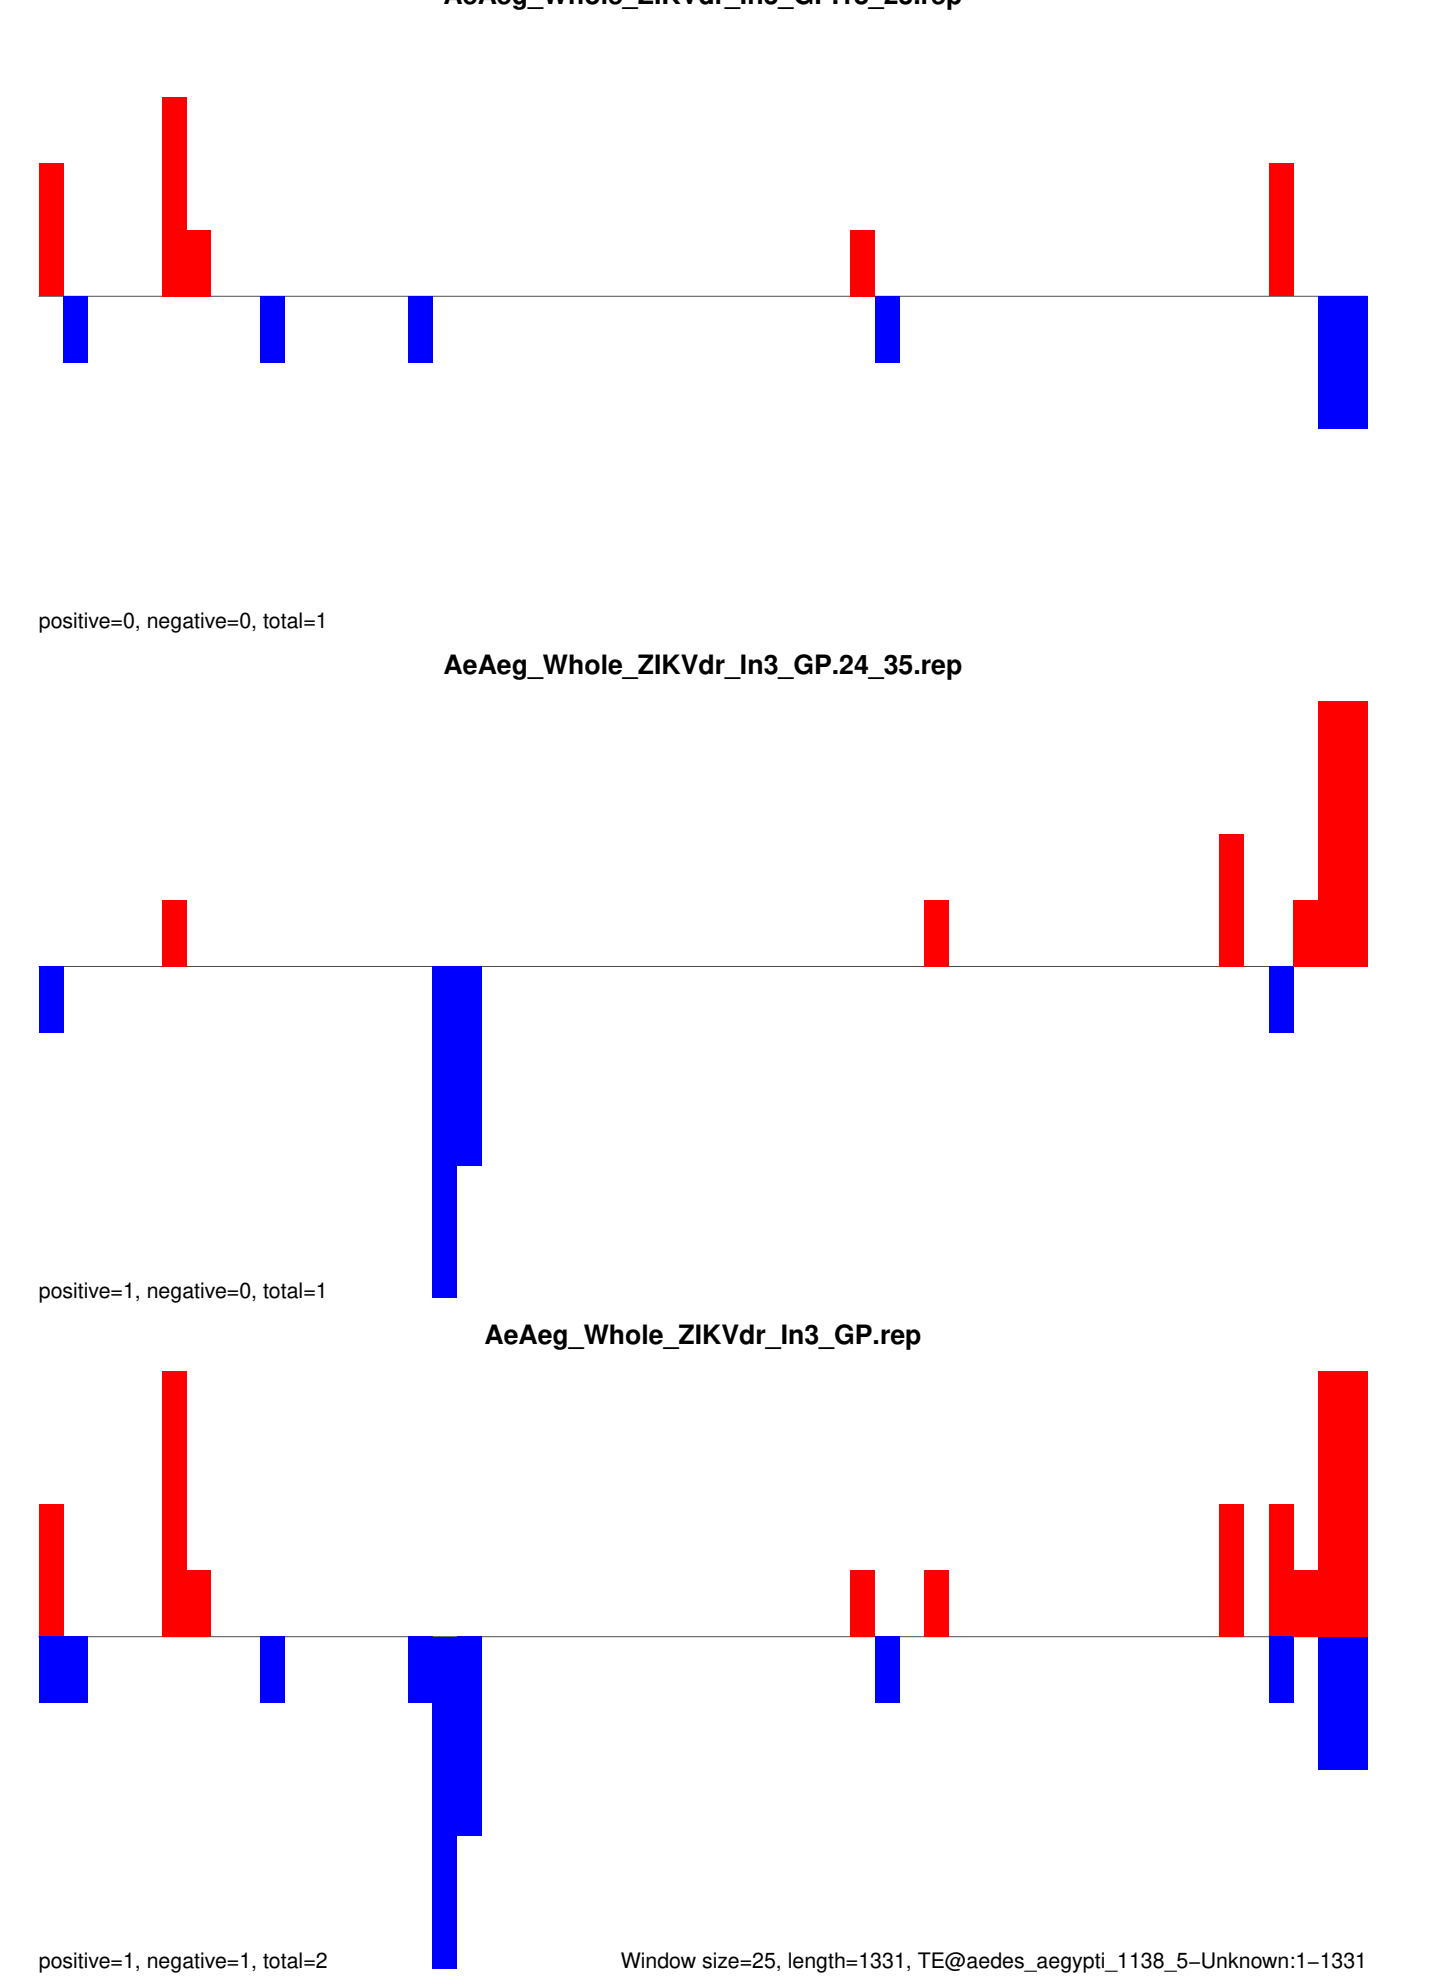 positive=0, negative=0, total=1
AeAeg_Whole_ZIKVdr_In3_GP.24_35.rep
positive=1, negative=0, total=1
AeAeg_Whole_ZIKVdr_In3_GP.rep
positive=1, negative=1, total=2
Window size=25, length=1331, TE@aedes_aegypti_1138_5−Unknown:1−1331